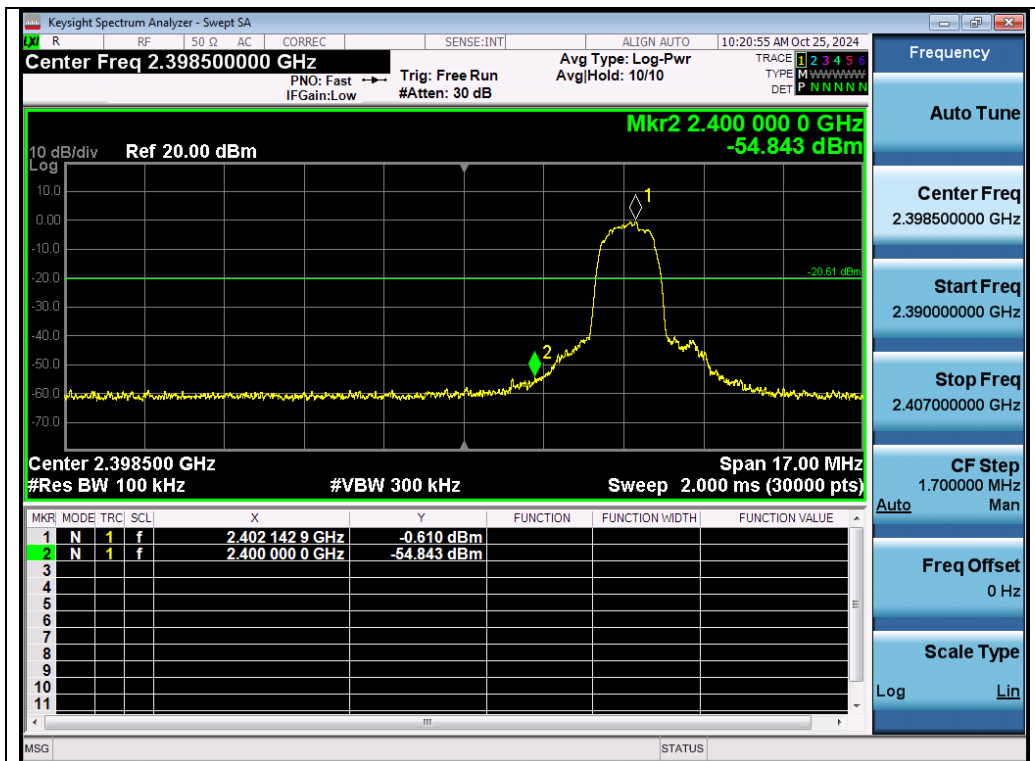 Keysight Spectrum Analyzer - Swept SA
LXI R RF 50 Ω AC CORREC SENSE:INT ALIGN AUTO 10:20:55 AM Oct 25, 2024
Center Freq 2.398500000 GHz
PNO: Fast
IFGain:Low
Trig: Free Run
#Atten: 30 dB
Avg Type: Log-Pwr
Avg|Hold: 10/10
TRACE 1 2 3 4 5 6
TYPE M W W W W W
DET P N N N N N
Mkr2 2.400 000 0 GHz
-54.843 dBm
10 dB/div Ref 20.00 dBm
Log
10.0
0.00
-10.0
-20.0
-30.0
-40.0
-50.0
-60.0
-70.0
1
2
-20.61 dBm
Center 2.398500 GHz Span 17.00 MHz
#Res BW 100 kHz #VBW 300 kHz Sweep 2.000 ms (30000 pts)
MKR MODE TRC SCL X Y FUNCTION FUNCTION WIDTH FUNCTION VALUE
1 N 1 f 2.402 142 9 GHz -0.610 dBm
2 N 1 f 2.400 000 0 GHz -54.843 dBm
3
4
5
6
7
8
9
10
11
MSG STATUS
Frequency
Auto Tune
Center Freq
2.398500000 GHz
Start Freq
2.390000000 GHz
Stop Freq
2.407000000 GHz
CF Step
1.700000 MHz
Auto Man
Freq Offset
0 Hz
Scale Type
Log Lin